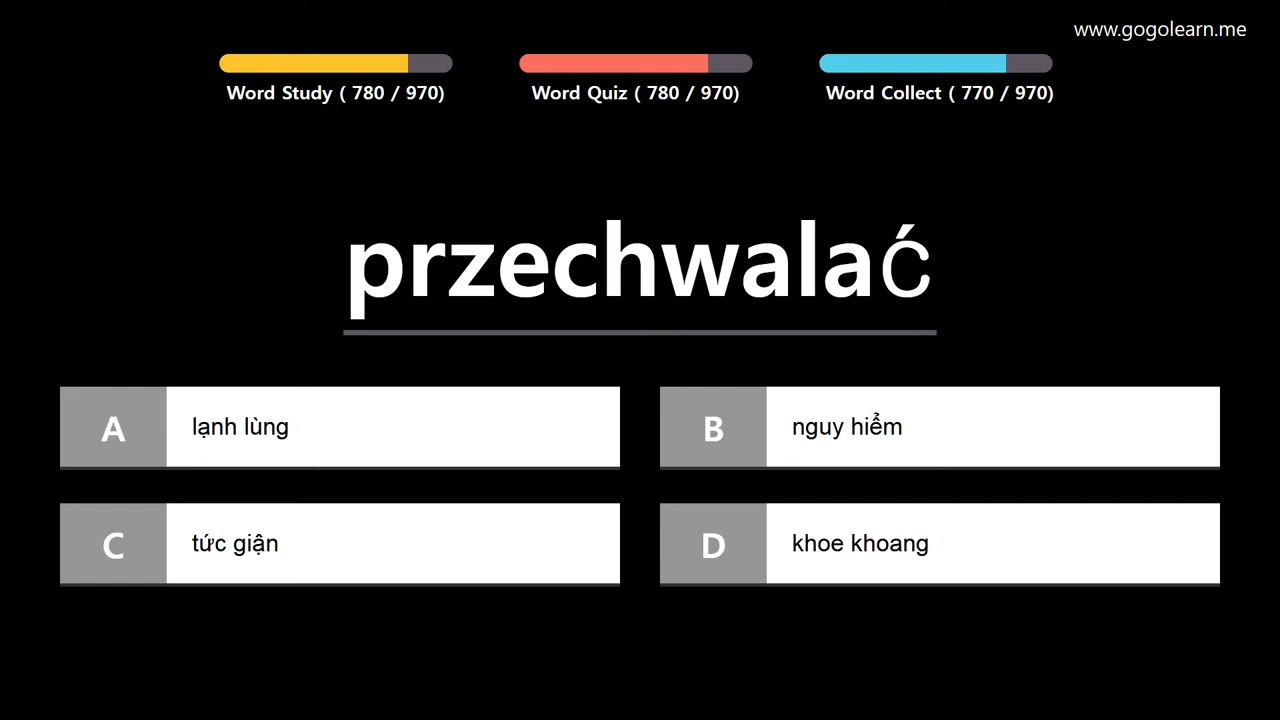 www.gogolearn.me
Word Study ( 780 / 970)
Word Quiz ( 780 / 970)
Word Collect ( 770 / 970)
przechwalać
A lạnh lùng
B nguy hiểm
C tức giận
D khoe khoang